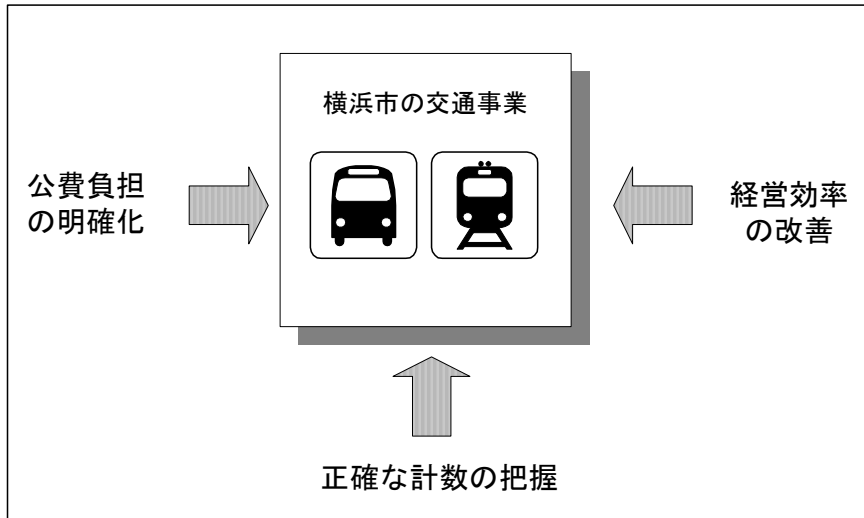 横浜市の交通事業
公費負担
の明確化
経営効率
の改善
正確な計数の把握